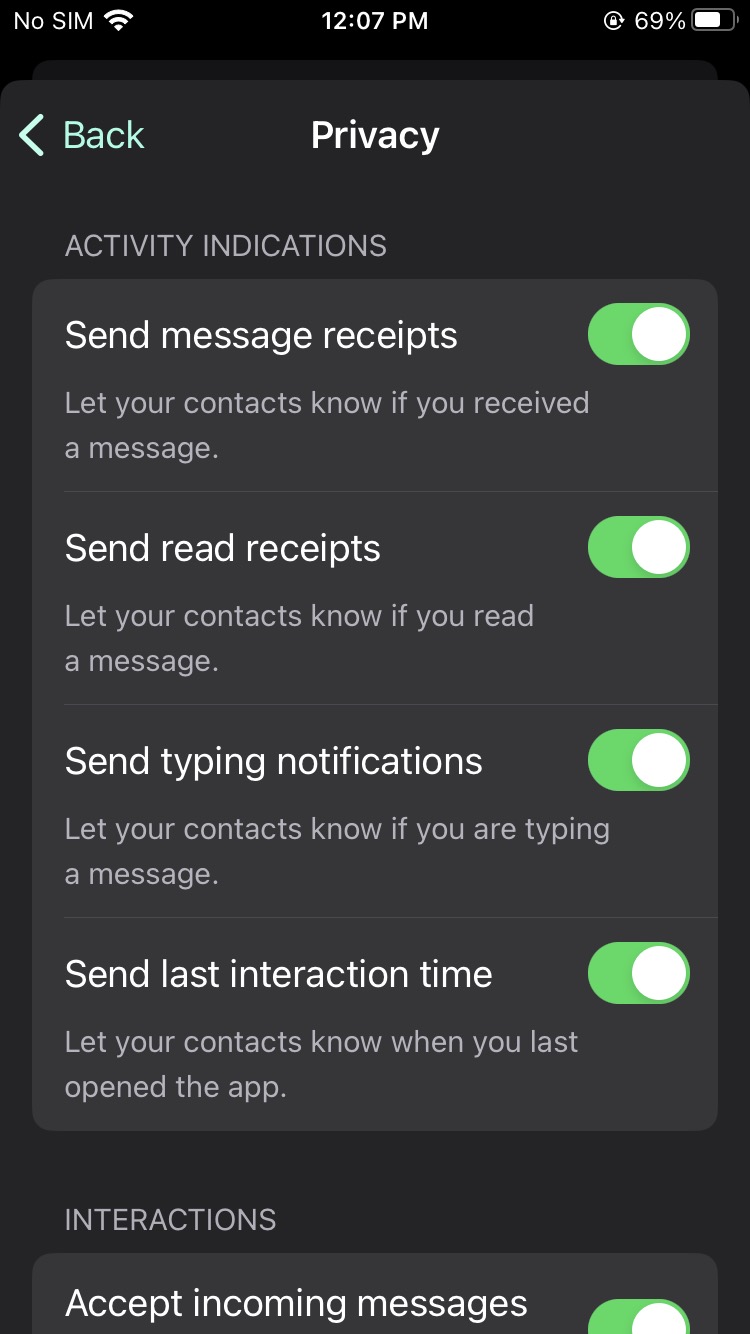 No SIM 12:07 PM 69%
Back Privacy
ACTIVITY INDICATIONS
Send message receipts
Let your contacts know if you received
a message.
Send read receipts
Let your contacts know if you read
a message.
Send typing notifications
Let your contacts know if you are typing
a message.
Send last interaction time
Let your contacts know when you last
opened the app.
INTERACTIONS
Accept incoming messages